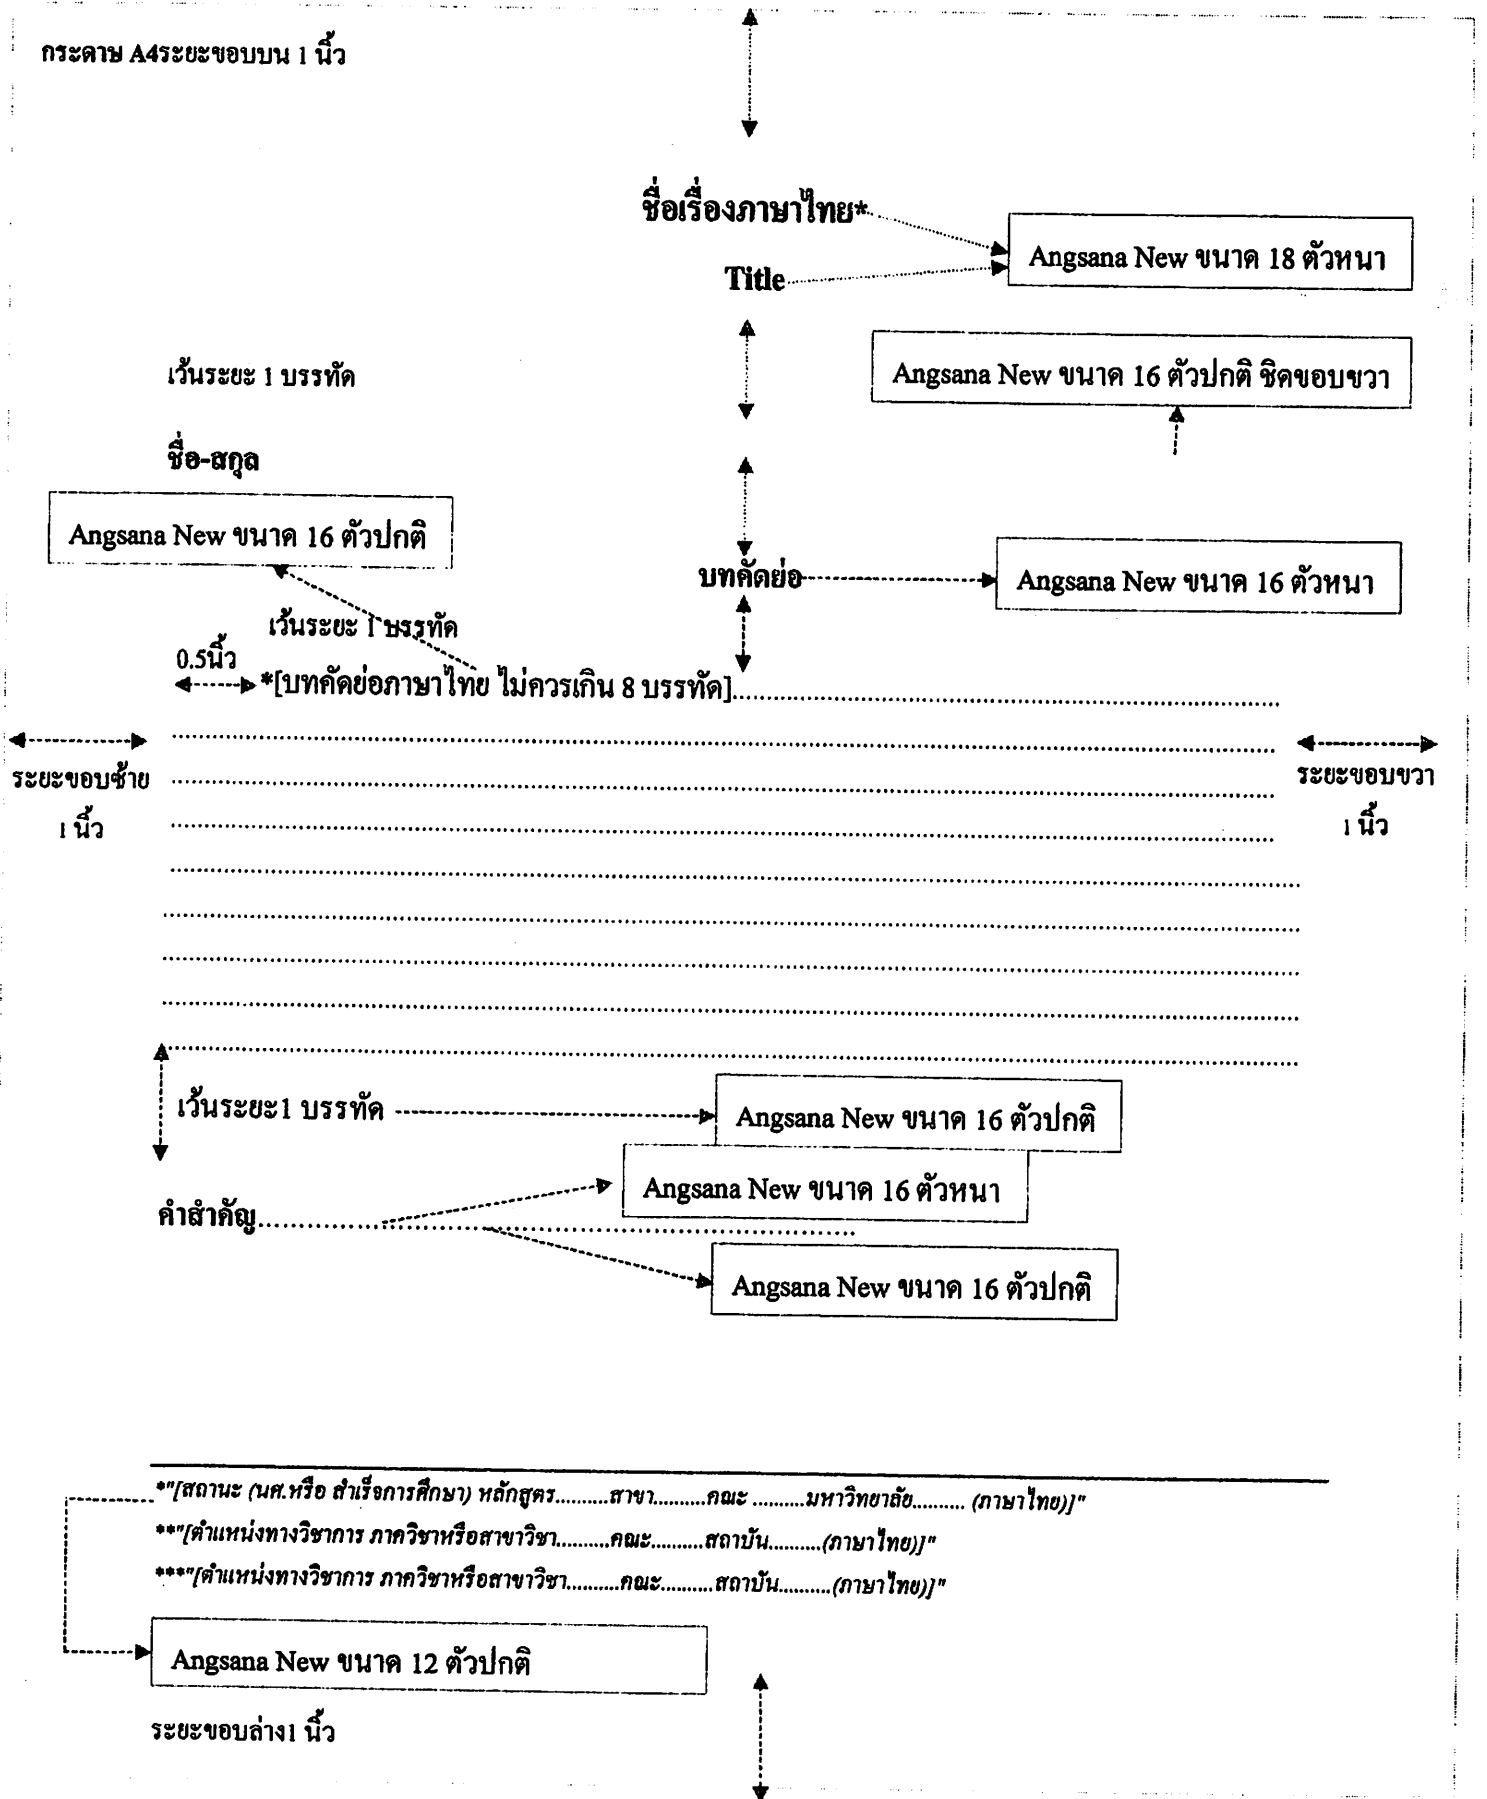 กระดาษ A4ระยะขอบบน 1 นิ้ว
ชื่อเรื่องภาษาไทย*
Angsana New ขนาด 18 ตัวหนา
Title
เว้นระยะ 1 บรรทัด
Angsana New ขนาด 16 ตัวปกติ ชิดขอบขวา
ชื่อ-สกุล
Angsana New ขนาด 16 ตัวปกติ
บทคัดย่อ
Angsana New ขนาด 16 ตัวหนา
เว้นระยะ 1 บรรทัด
0.5นิ้ว
*[บทคัดย่อภาษาไทย ไม่ควรเกิน 8 บรรทัด]
ระยะขอบซ้าย
1 นิ้ว
ระยะขอบขวา
1 นิ้ว
เว้นระยะ1 บรรทัด
Angsana New ขนาด 16 ตัวปกติ
Angsana New ขนาด 16 ตัวหนา
คำสำคัญ
Angsana New ขนาด 16 ตัวปกติ
*"[สถานะ (นศ.หรือ สำเร็จการศึกษา) หลักสูตร..........สาขา..........คณะ ..........มหาวิทยาลัย.......... (ภาษาไทย)]"
**"[ตำแหน่งทางวิชาการ ภาควิชาหรือสาขาวิชา..........คณะ..........สถาบัน..........(ภาษาไทย)]"
***"[ตำแหน่งทางวิชาการ ภาควิชาหรือสาขาวิชา..........คณะ..........สถาบัน..........(ภาษาไทย)]"
Angsana New ขนาด 12 ตัวปกติ
ระยะขอบล่าง1 นิ้ว